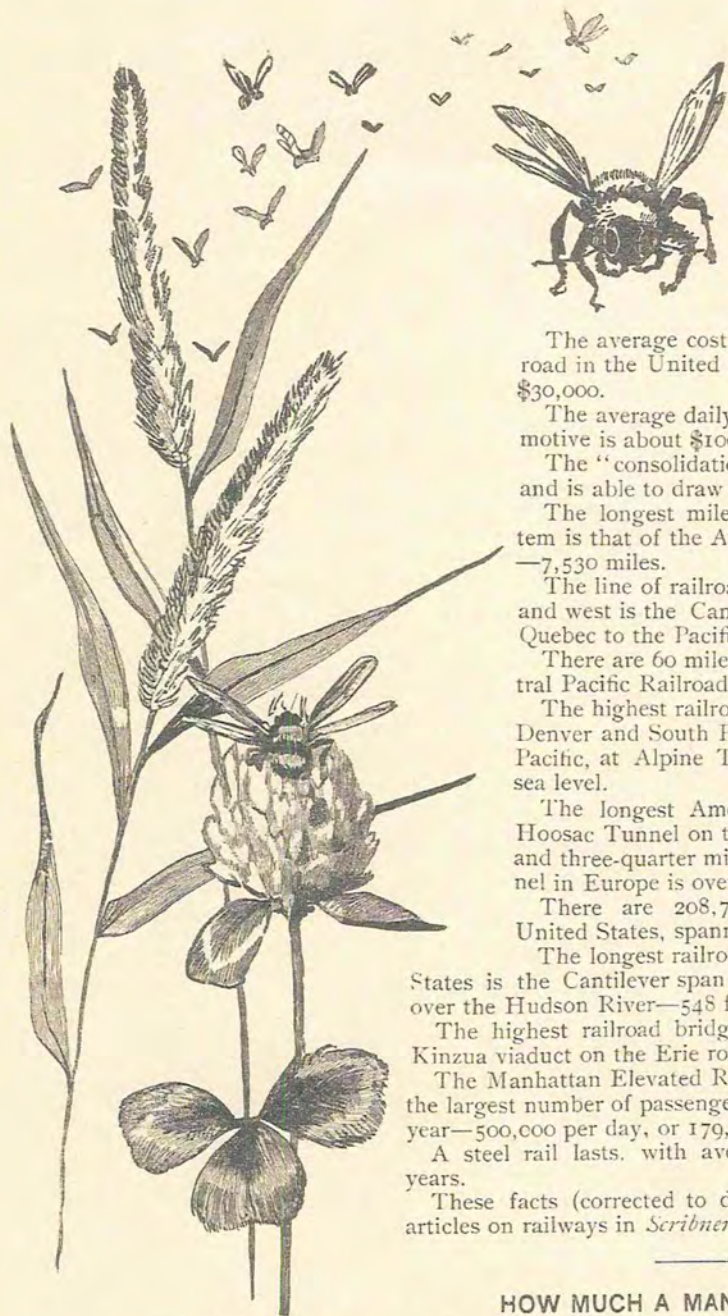 The average cost
road in the United
$30,000.
The average daily
motive is about $100
The "consolidatio
and is able to draw
The longest mile
tem is that of the A
—7,530 miles.
The line of railroa
and west is the Can
Quebec to the Pacifi
There are 60 mile
tral Pacific Railroad
The highest railro
Denver and South P
Pacific, at Alpine T
sea level.
The longest Ame
Hoosac Tunnel on t
and three-quarter mi
nel in Europe is over
There are 208,7
United States, spann
The longest railro
States is the Cantilever span
over the Hudson River—548 f
The highest railroad bridg
Kinzua viaduct on the Erie ro
The Manhattan Elevated R
the largest number of passenge
year—500,000 per day, or 179,
A steel rail lasts. with ave
years.
These facts (corrected to d
articles on railways in Scribner
HOW MUCH A MAN